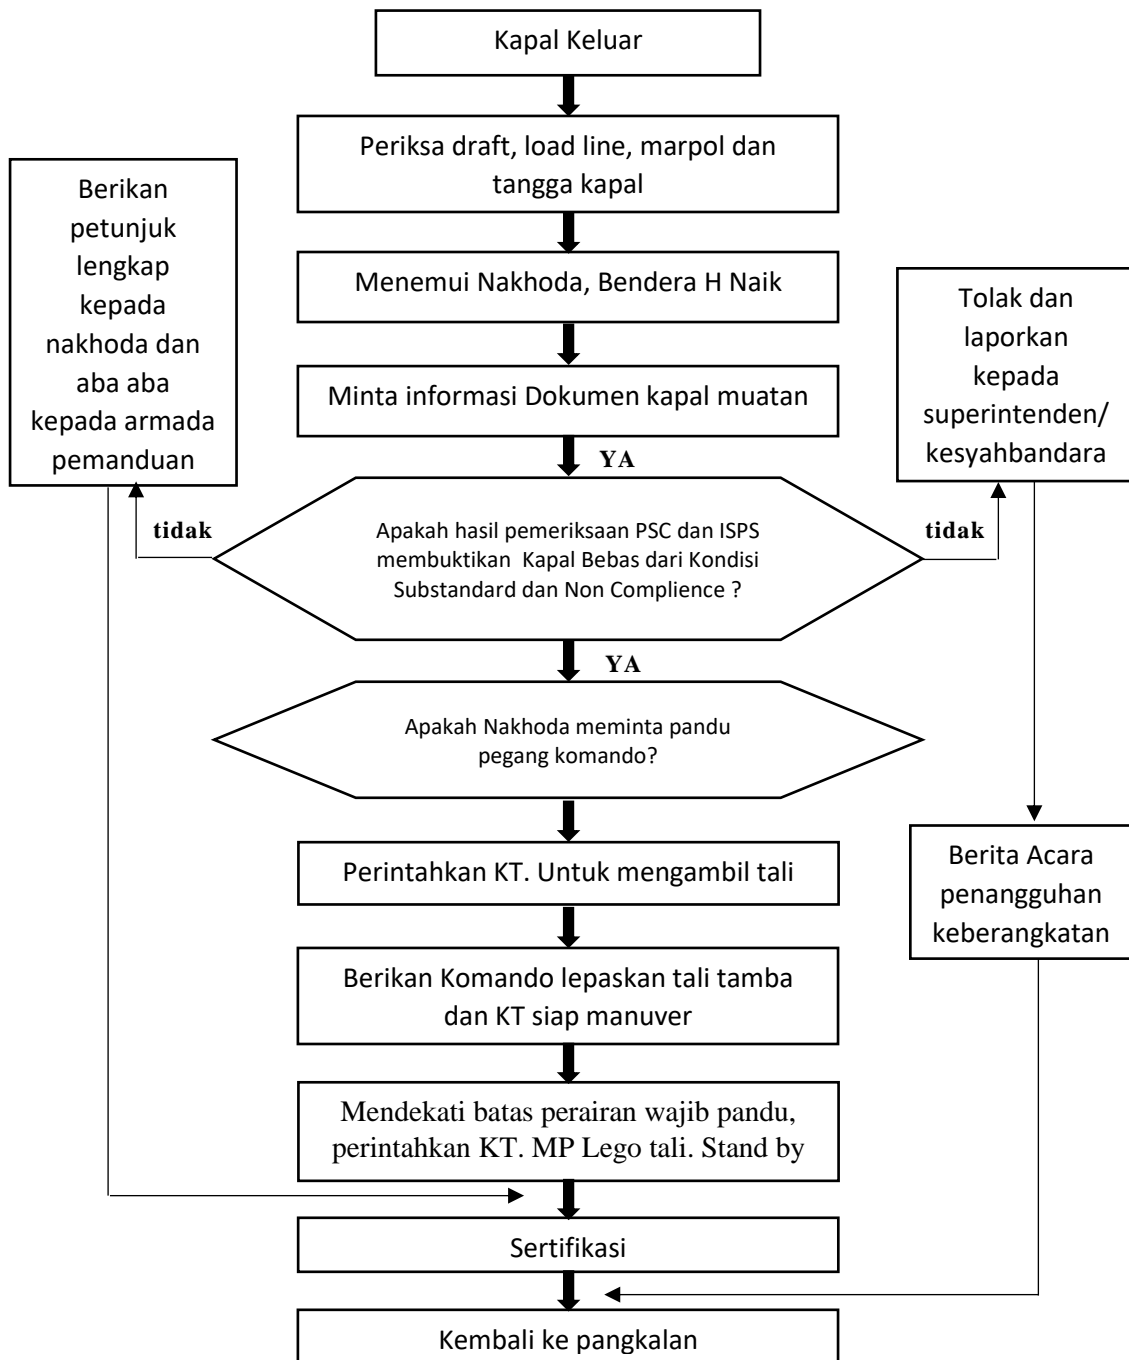 Kapal Keluar
Periksa draft, load line, marpol dan
tangga kapal
Berikan
petunjuk
lengkap
kepada
nakhoda dan
aba aba
kepada armada
pemanduan
Menemui Nakhoda, Bendera H Naik
Tolak dan
laporkan
kepada
superintenden/
kesyahbandara
Minta informasi Dokumen kapal muatan
YA
tidak
Apakah hasil pemeriksaan PSC dan ISPS
membuktikan Kapal Bebas dari Kondisi
Substandard dan Non Complience ?
tidak
YA
Apakah Nakhoda meminta pandu
pegang komando?
Perintahkan KT. Untuk mengambil tali
Berita Acara
penangguhan
keberangkatan
Berikan Komando lepaskan tali tamba
dan KT siap manuver
Mendekati batas perairan wajib pandu,
perintahkan KT. MP Lego tali. Stand by
Sertifikasi
Kembali ke pangkalan